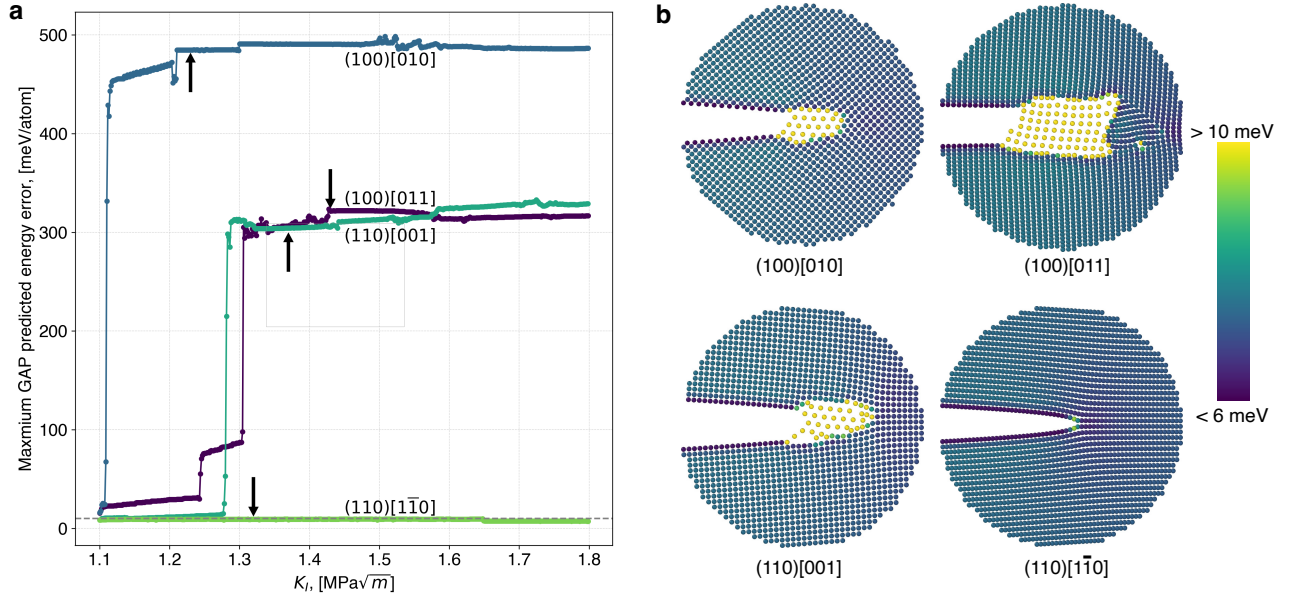 a
Maxmium GAP predicted energy error, [meV/atom]
500
400
300
200
100
0
(100)[010]
(100)[011]
(110)[001]
(110)[11̅0]
1.1 1.2 1.3 1.4 1.5 1.6 1.7 1.8
K_I, [MPa√m]
b
(100)[010]
(100)[011]
(110)[001]
(110)[11̅0]
> 10 meV
< 6 meV